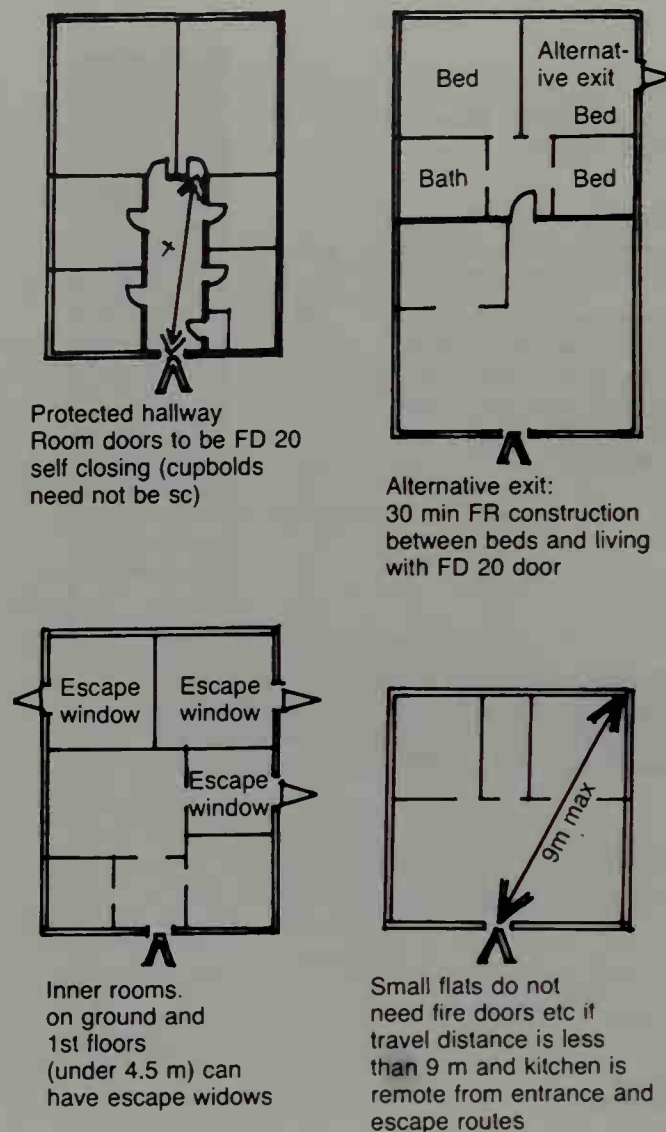 x
Protected hallway
Room doors to be FD 20
self closing (cupbolds
need not be sc)
Bed
Alternat-
ive exit
Bed
Bath
Bed
Alternative exit:
30 min FR construction
between beds and living
with FD 20 door
Escape
window
Escape
window
Escape
window
Inner rooms.
on ground and
1st floors
(under 4.5 m) can
have escape widows
9m max
Small flats do not
need fire doors etc if
travel distance is less
than 9 m and kitchen is
remote from entrance and
escape routes